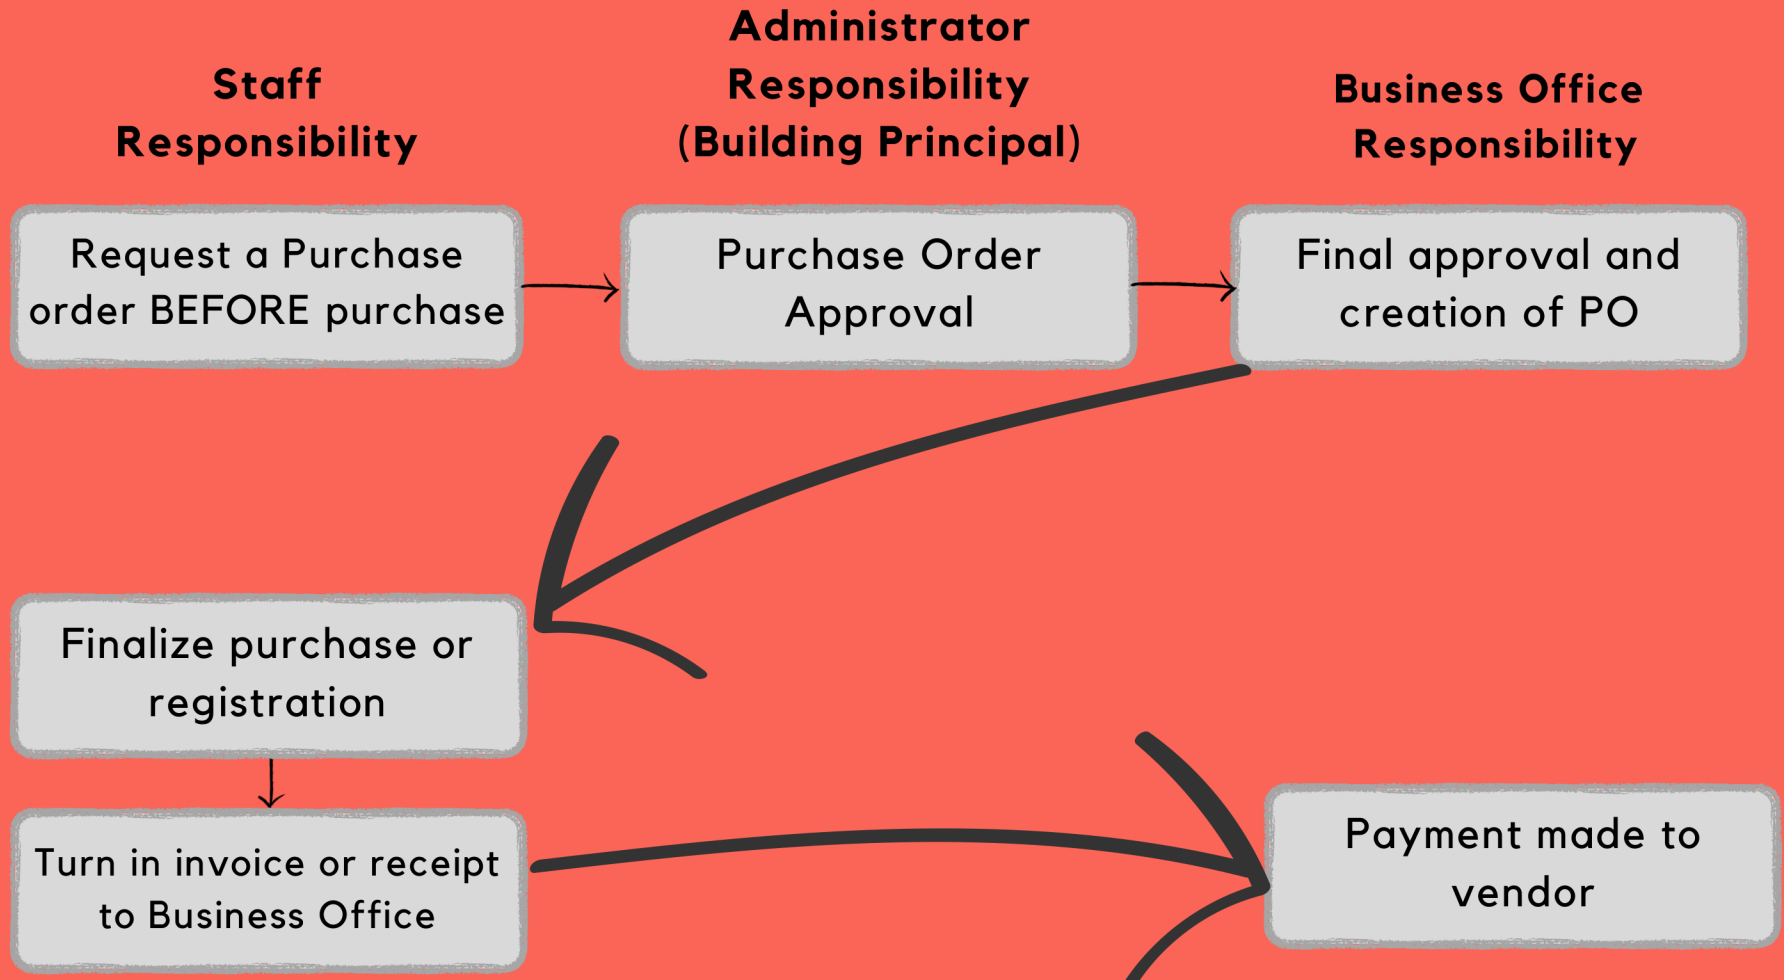 Staff
Responsibility
Administrator
Responsibility
(Building Principal)
Business Office
Responsibility
Request a Purchase
order BEFORE purchase
Purchase Order
Approval
Final approval and
creation of PO
Finalize purchase or
registration
Turn in invoice or receipt
to Business Office
Payment made to
vendor